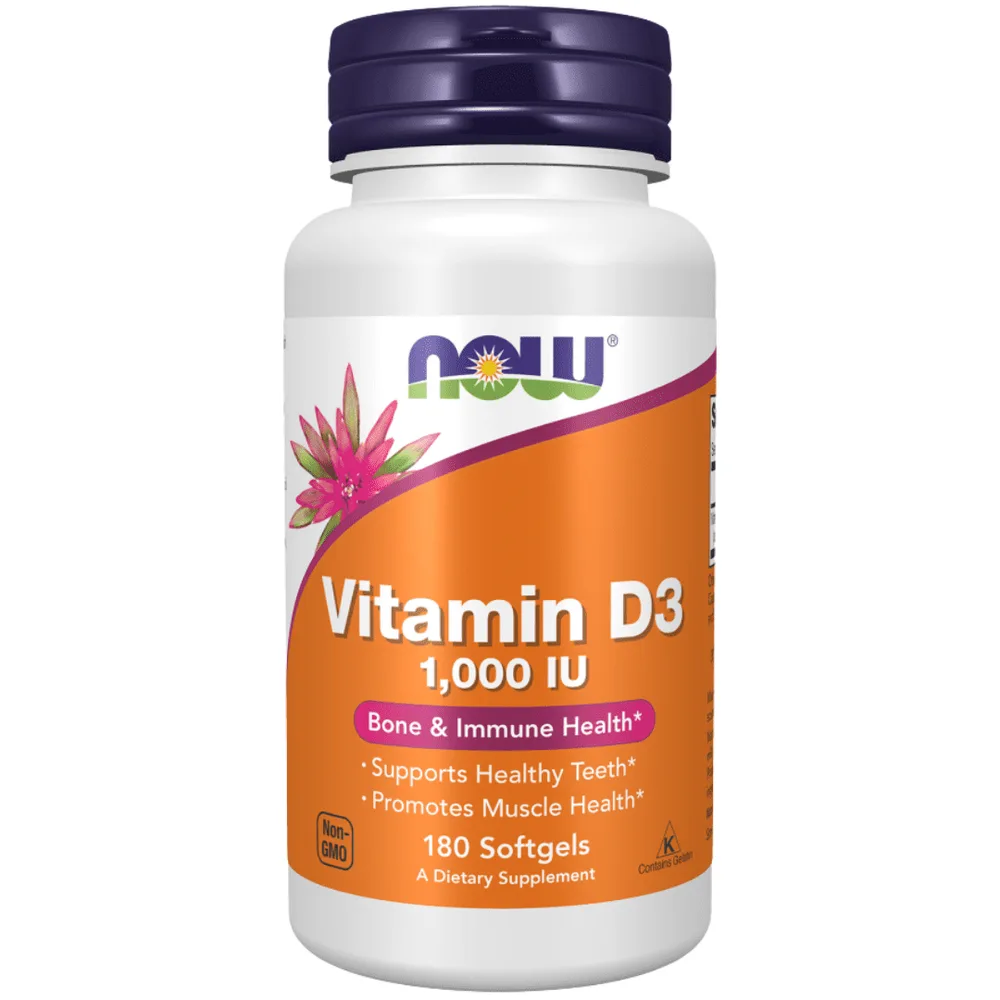 now®
Vitamin D3
1,000 IU
Bone & Immune Health*
• Supports Healthy Teeth*
• Promotes Muscle Health*
Non-
GMO
180 Softgels
A Dietary Supplement
K
Contains Gelatin